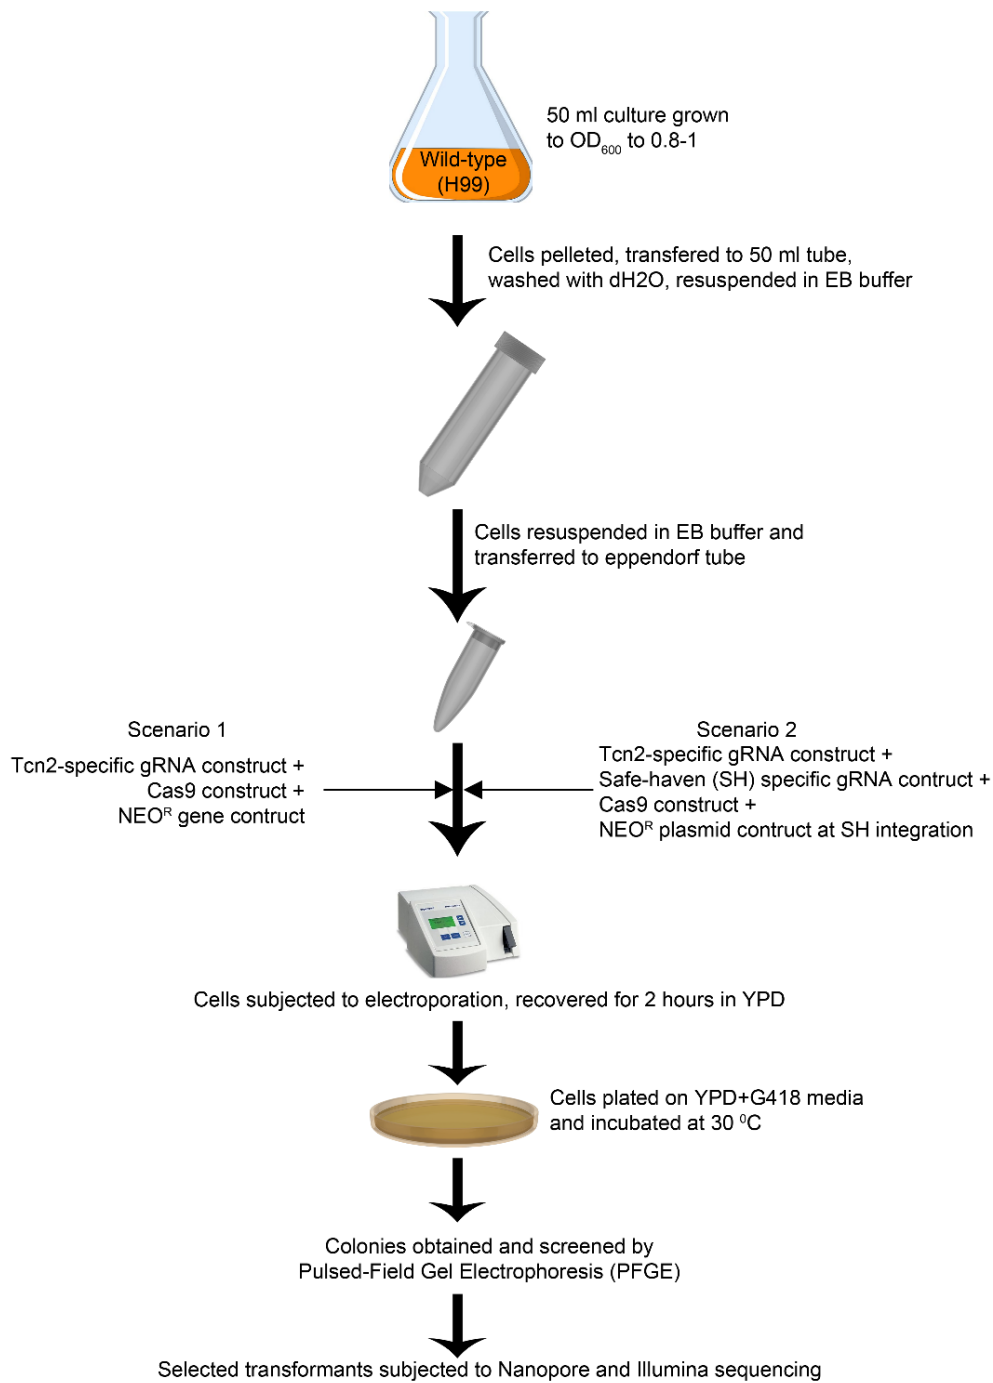 50 ml culture grown
to OD600 to 0.8-1
Wild-type
(H99)
Cells pelleted, transfered to 50 ml tube,
washed with dH2O, resuspended in EB buffer
Cells resuspended in EB buffer and
transferred to eppendorf tube
Scenario 1
Tcn2-specific gRNA construct +
Cas9 construct +
NEOR gene contruct
Scenario 2
Tcn2-specific gRNA construct +
Safe-haven (SH) specific gRNA contruct +
Cas9 construct +
NEOR plasmid contruct at SH integration
Cells subjected to electroporation, recovered for 2 hours in YPD
Cells plated on YPD+G418 media
and incubated at 30 0C
Colonies obtained and screened by
Pulsed-Field Gel Electrophoresis (PFGE)
Selected transformants subjected to Nanopore and Illumina sequencing